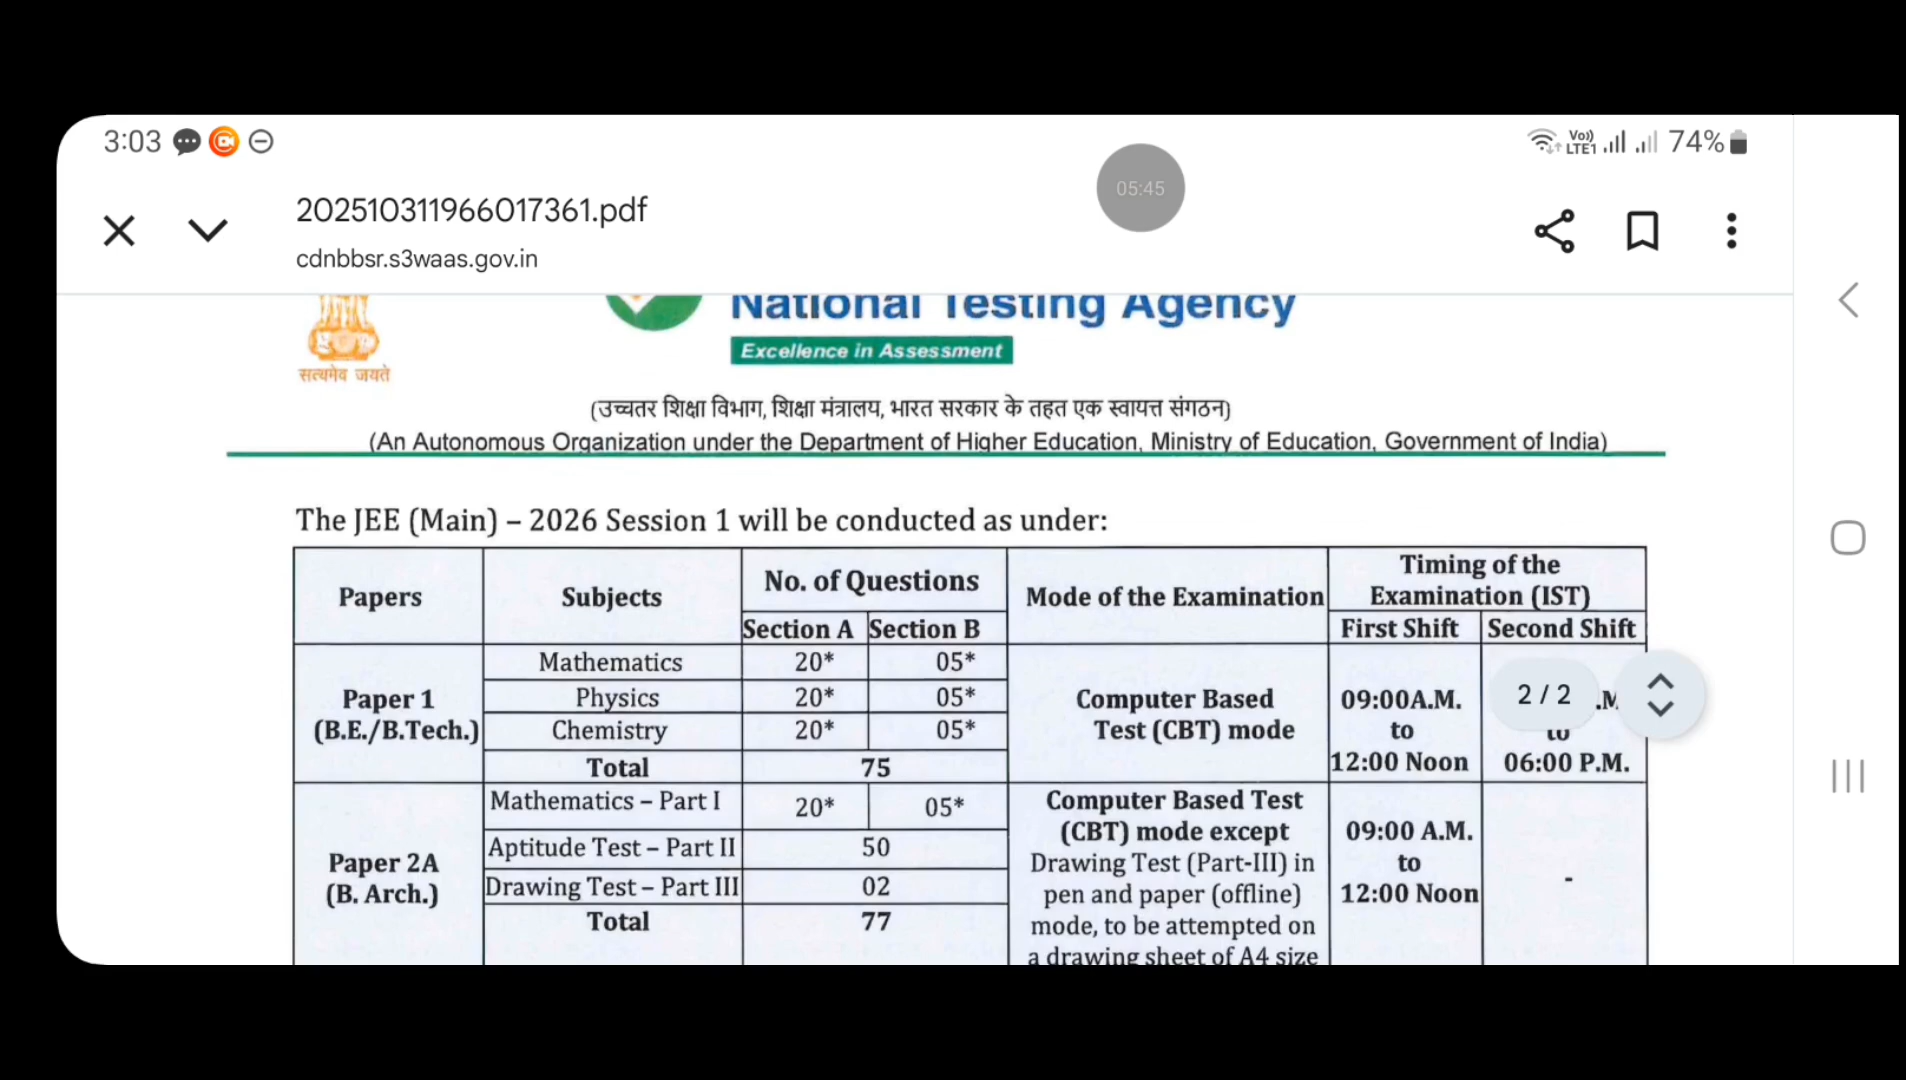 3:03
Vo))
LTE1
74%
05:45
202510311966017361.pdf
cdnbbsr.s3waas.gov.in
सत्यमेव जयते
National Testing Agency
Excellence in Assessment
(उच्चतर शिक्षा विभाग, शिक्षा मंत्रालय, भारत सरकार के तहत एक स्वायत्त संगठन)
(An Autonomous Organization under the Department of Higher Education, Ministry of Education, Government of India)
The JEE (Main) – 2026 Session 1 will be conducted as under:
Papers
Subjects
No. of Questions
Section A
Section B
Mode of the Examination
Timing of the
Examination (IST)
First Shift
Second Shift
Paper 1
(B.E./B.Tech.)
Mathematics
20*
05*
Physics
20*
05*
Chemistry
20*
05*
Total
75
Computer Based
Test (CBT) mode
09:00A.M.
to
12:00 Noon
to
06:00 P.M.
2 / 2
Paper 2A
(B. Arch.)
Mathematics – Part I
20*
05*
Aptitude Test – Part II
50
Drawing Test – Part III
02
Total
77
Computer Based Test
(CBT) mode except
Drawing Test (Part-III) in
pen and paper (offline)
mode, to be attempted on
a drawing sheet of A4 size
09:00 A.M.
to
12:00 Noon
-